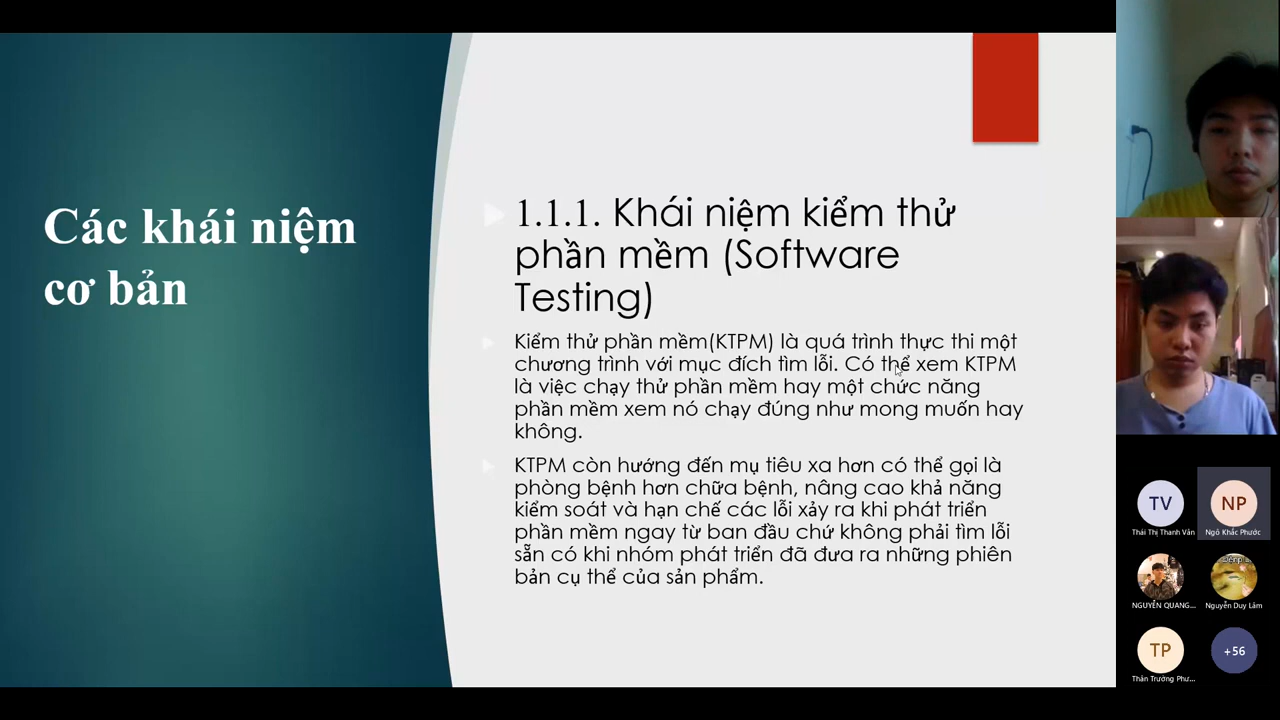 Các khái niệm
cơ bản
1.1.1. Khái niệm kiểm thử
phần mềm (Software
Testing)
Kiểm thử phần mềm(KTPM) là quá trình thực thi một
chương trình với mục đích tìm lỗi. Có thể xem KTPM
là việc chạy thử phần mềm hay một chức năng
phần mềm xem nó chạy đúng như mong muốn hay
không.
KTPM còn hướng đến mụ tiêu xa hơn có thể gọi là
phòng bệnh hơn chữa bệnh, nâng cao khả năng
kiểm soát và hạn chế các lỗi xảy ra khi phát triển
phần mềm ngay từ ban đầu chứ không phải tìm lỗi
sẵn có khi nhóm phát triển đã đưa ra những phiên
bản cụ thể của sản phẩm.
TV
NP
Thái Thị Thanh Vân
Ngô Khắc Phước
NGUYỄN QUANG...
Nguyễn Duy Lâm
TP
+56
Thân Trường Phư...